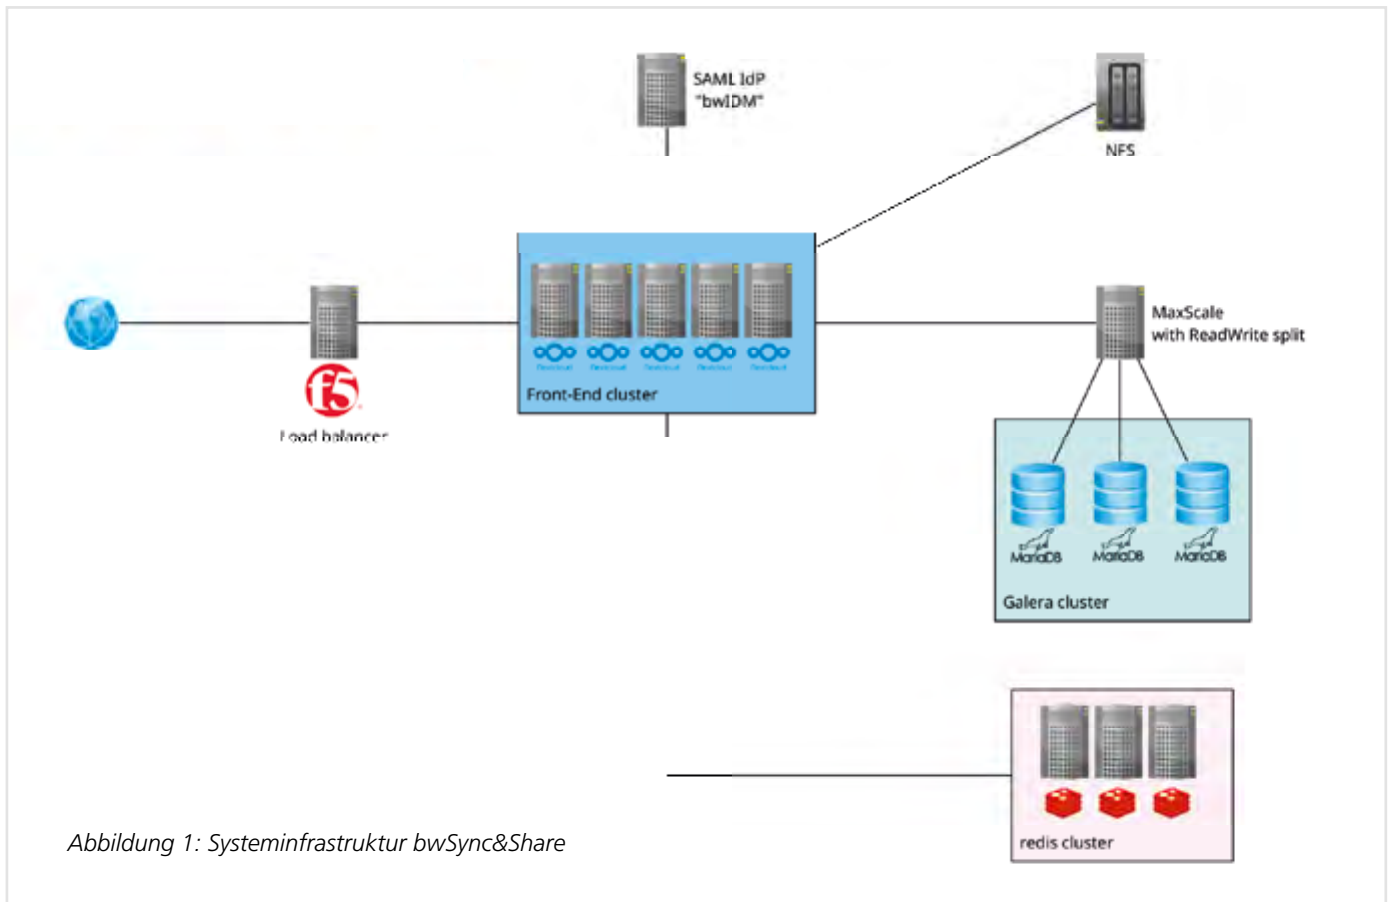 SAML IdP
"bwIDM"
NFS
MaxScale
with ReadWrite split
Front-End cluster
f5
Load balancer
MariaDB
MariaDB
MariaDB
Galera cluster
redis cluster
Abbildung 1: Systeminfrastruktur bwSync&Share